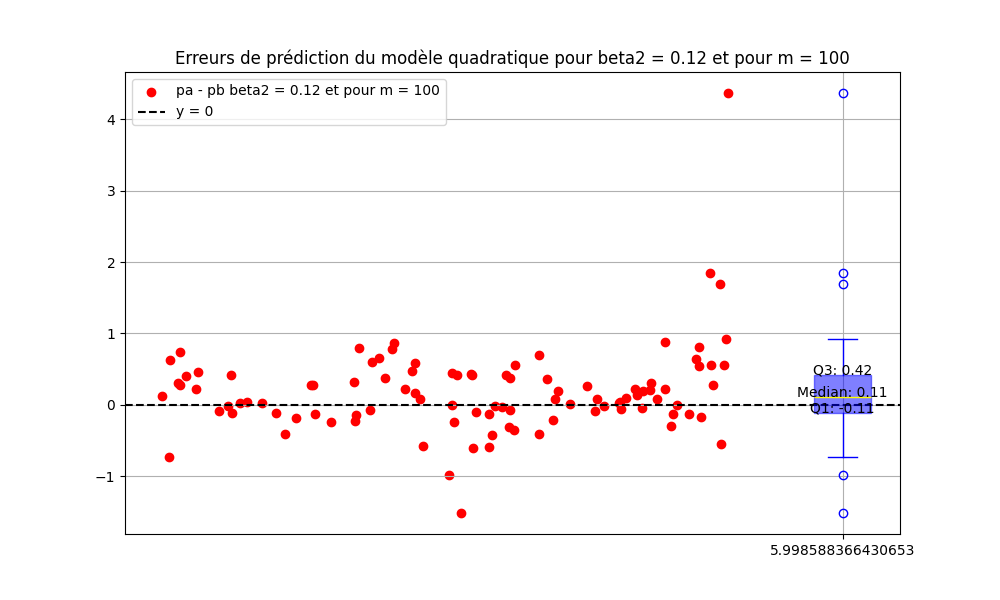 Erreurs de prédiction du modèle quadratique pour beta2 = 0.12 et pour m = 100
pa - pb beta2 = 0.12 et pour m = 100
y = 0
4
3
2
1
0
−1
Q3: 0.42
Median: 0.11
Q1: -0.11
5.998588366430653